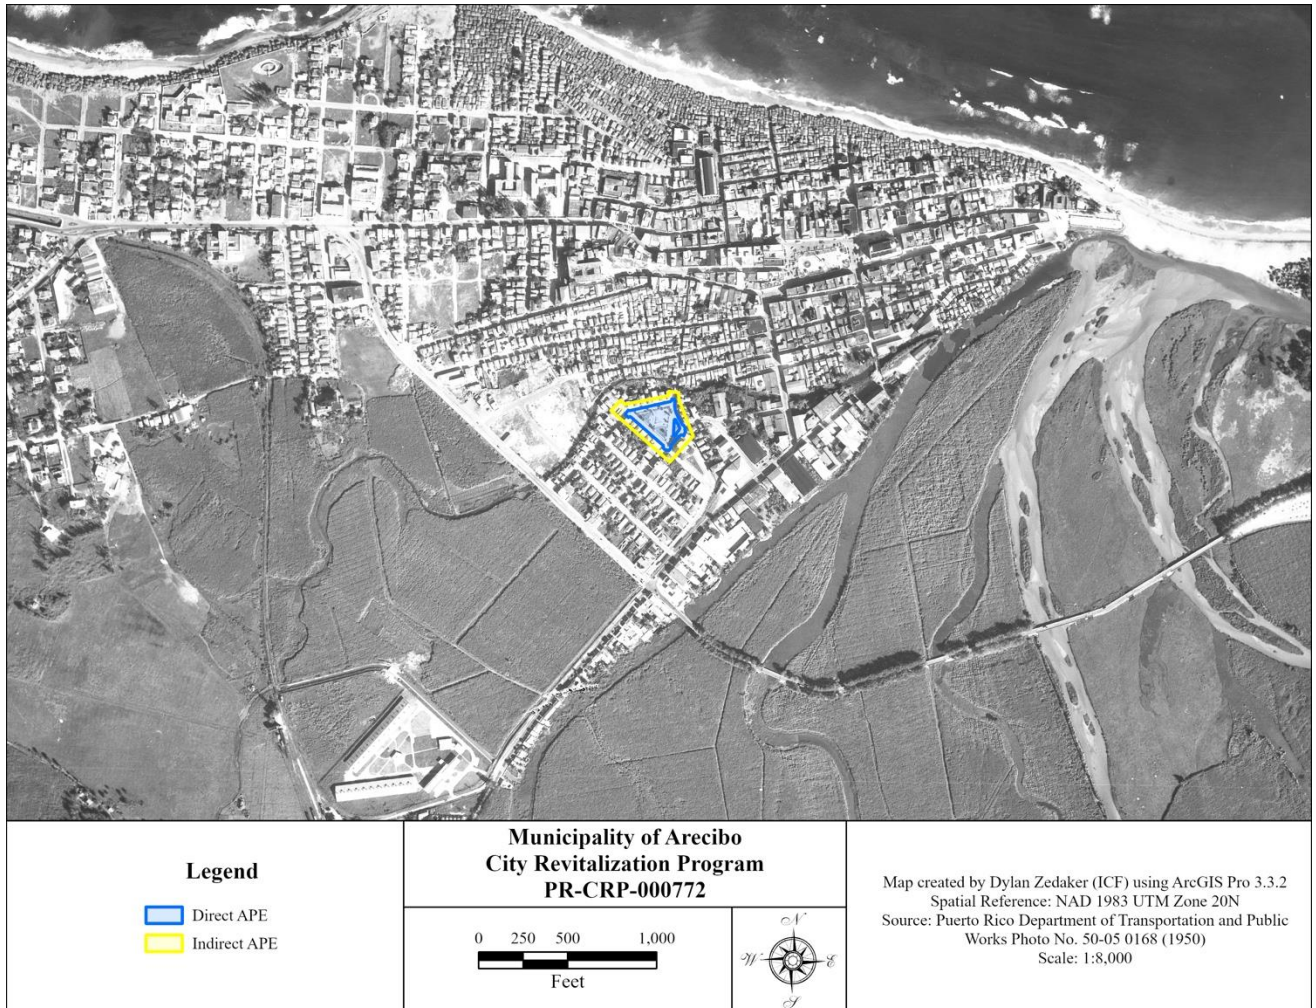 Legend
Direct APE
Indirect APE
Municipality of Arecibo
City Revitalization Program
PR-CRP-000772
0 250 500 1,000
Feet
N
W E
S
Map created by Dylan Zedaker (ICF) using ArcGIS Pro 3.3.2
Spatial Reference: NAD 1983 UTM Zone 20N
Source: Puerto Rico Department of Transportation and Public
Works Photo No. 50-05 0168 (1950)
Scale: 1:8,000